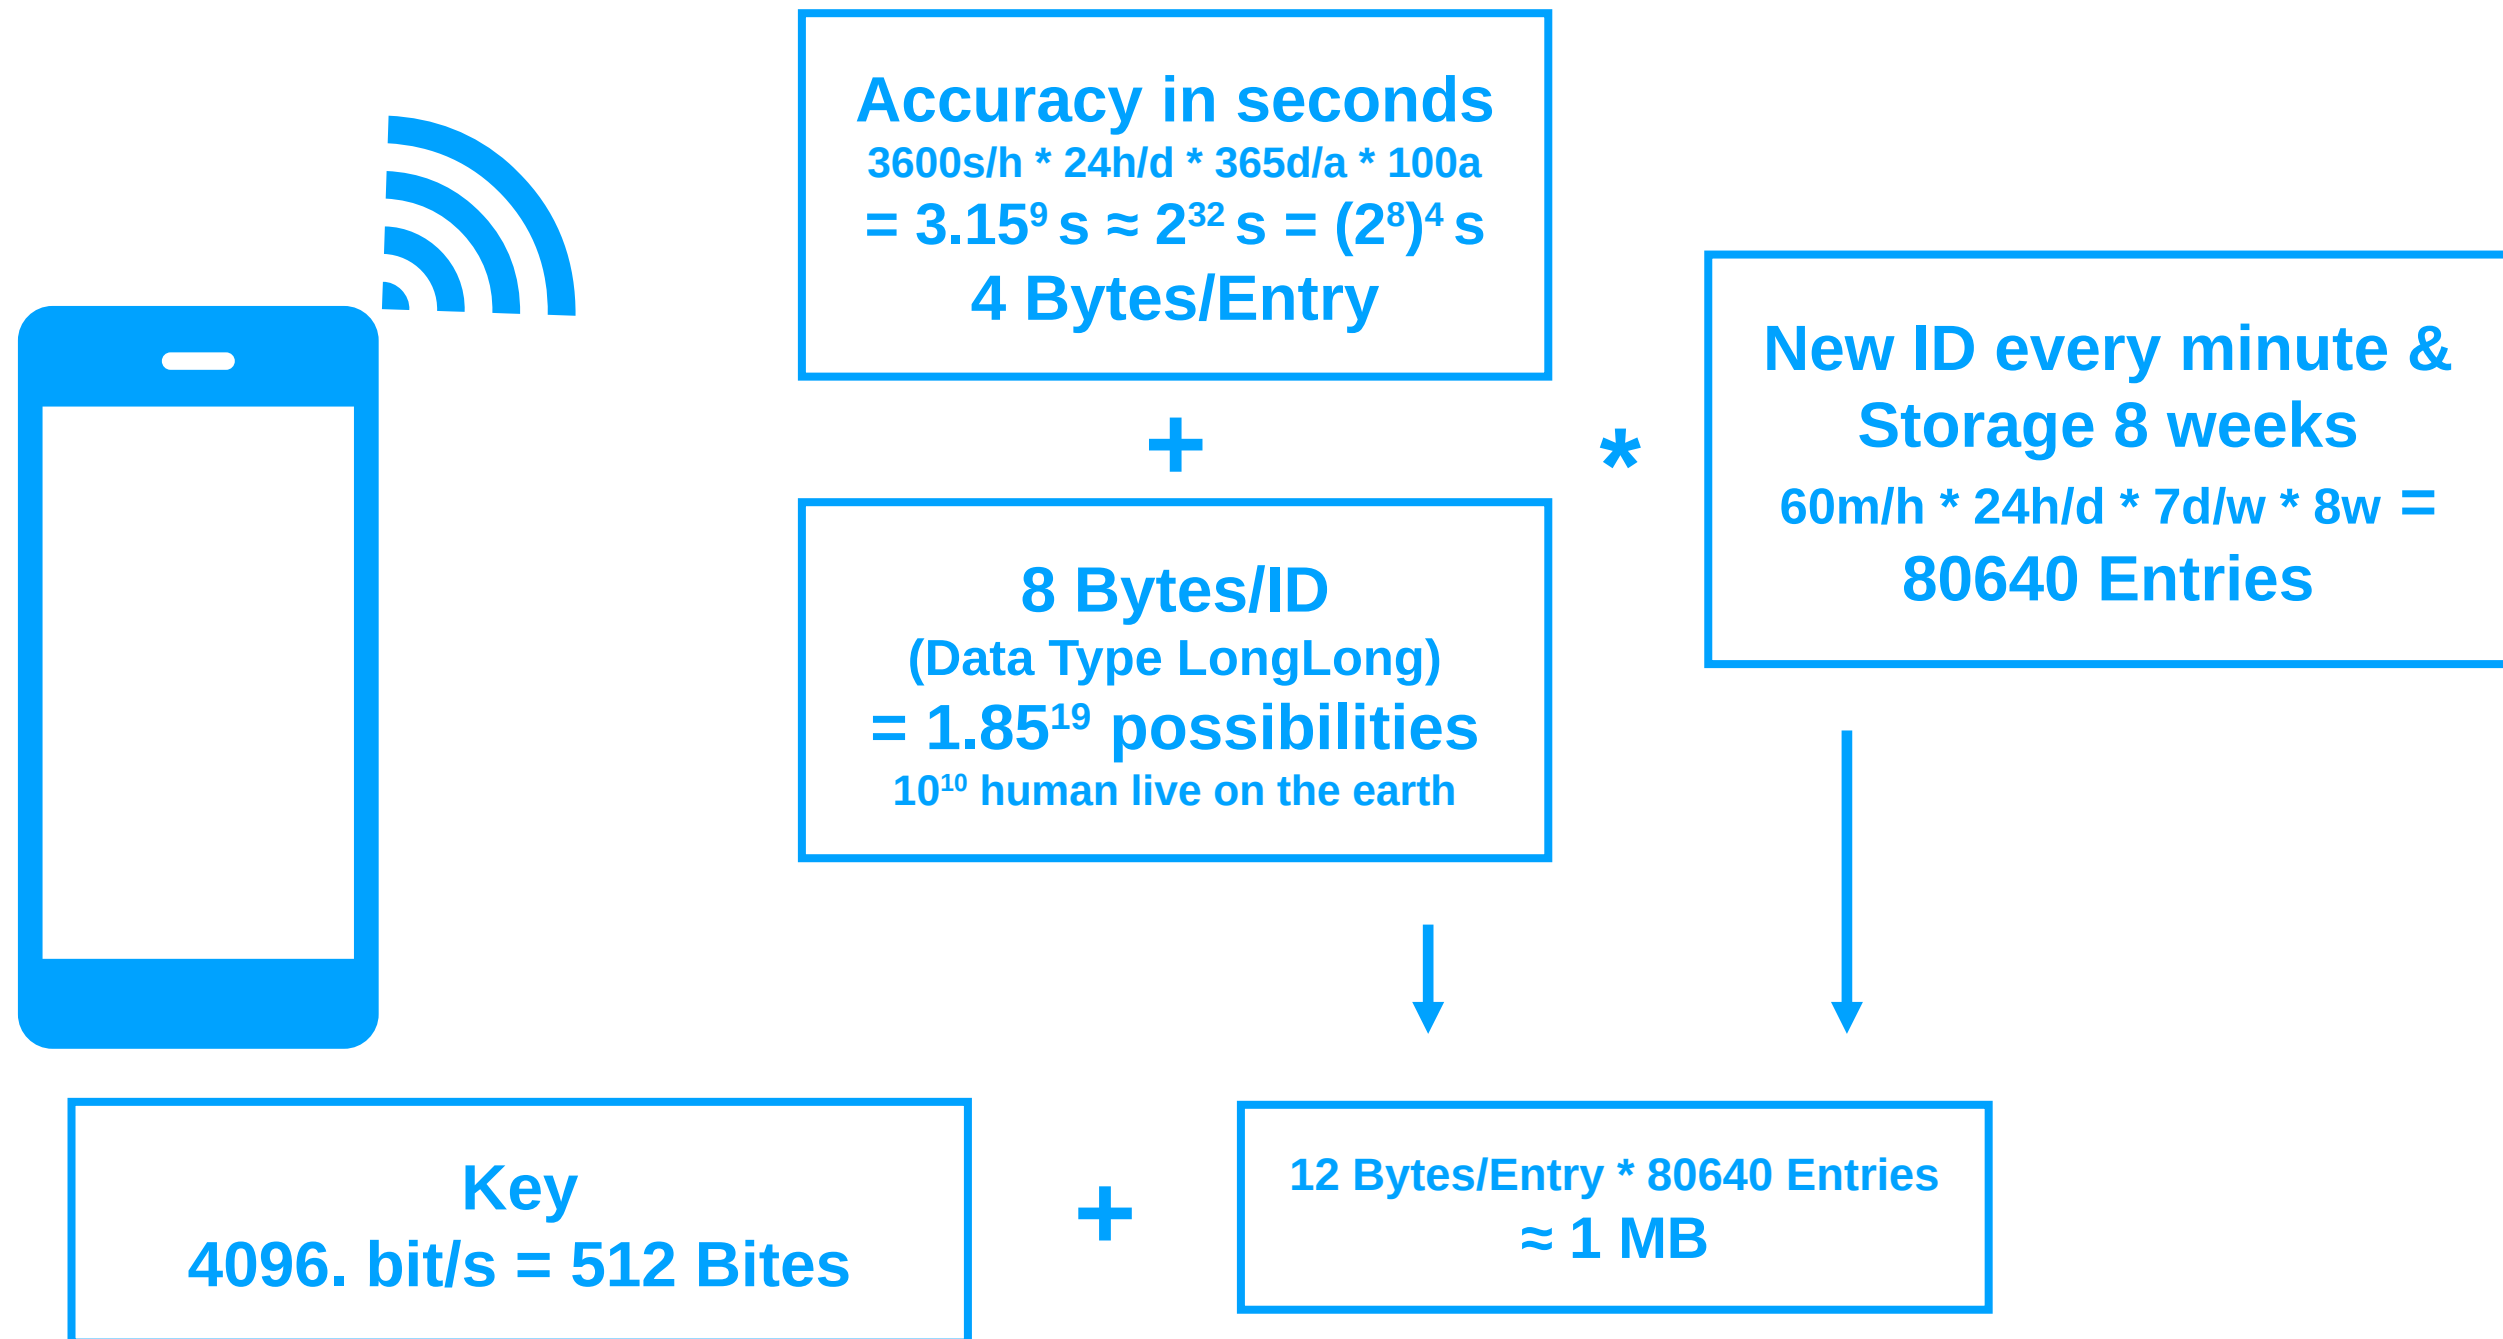 Accuracy in seconds
3600s/h * 24h/d * 365d/a * 100a
= 3.15⁹ s ≈ 2³² s = (2⁸)⁴ s
4 Bytes/Entry
+
8 Bytes/ID
(Data Type LongLong)
= 1.85¹⁹ possibilities
10¹⁰ human live on the earth
*
New ID every minute &
Storage 8 weeks
60m/h * 24h/d * 7d/w * 8w =
80640 Entries
Key
4096. bit/s = 512 Bites
+
12 Bytes/Entry * 80640 Entries
≈ 1 MB